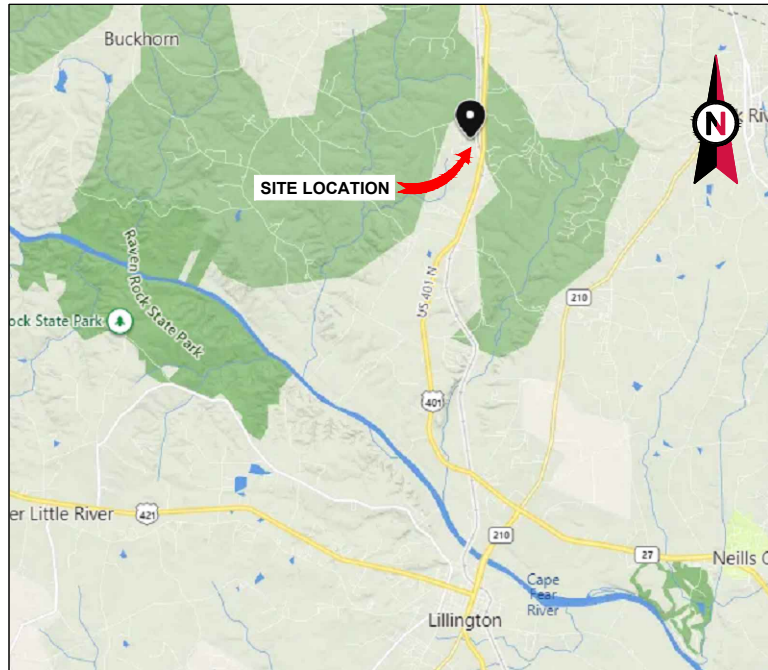 Buckhorn
N
k Riv
SITE LOCATION
US 401 N
Raven Rock State Park
210
ock State Park
401
er Little River
421
210
27
Neills C
Cape
Fear
River
Lillington